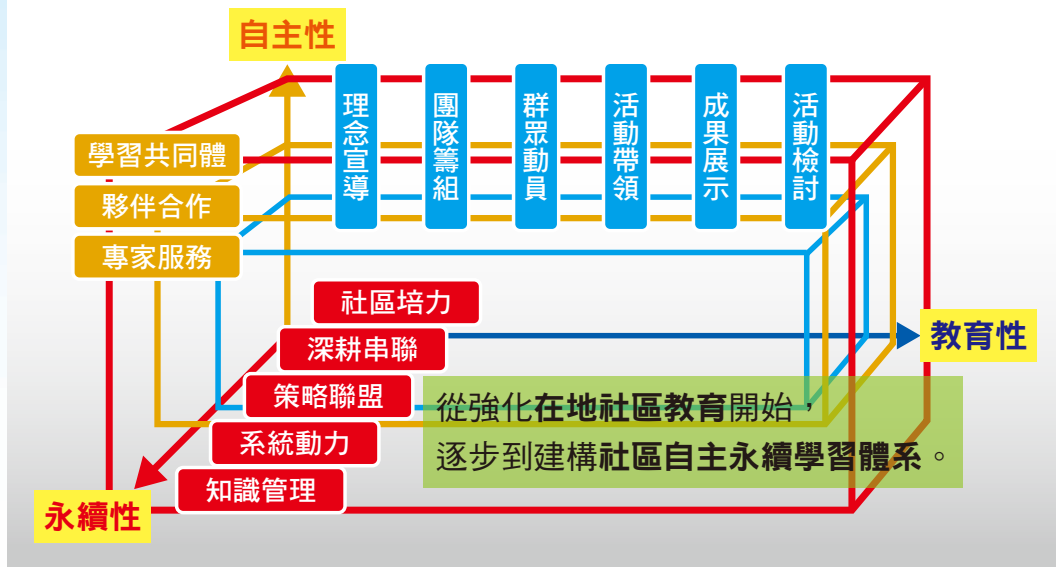 自主性
理念宣導
團隊籌組
群眾動員
活動帶領
成果展示
活動檢討
學習共同體
夥伴合作
專家服務
社區培力
深耕串聯
策略聯盟
系統動力
知識管理
教育性
永續性
從強化在地社區教育開始，
逐步到建構社區自主永續學習體系。